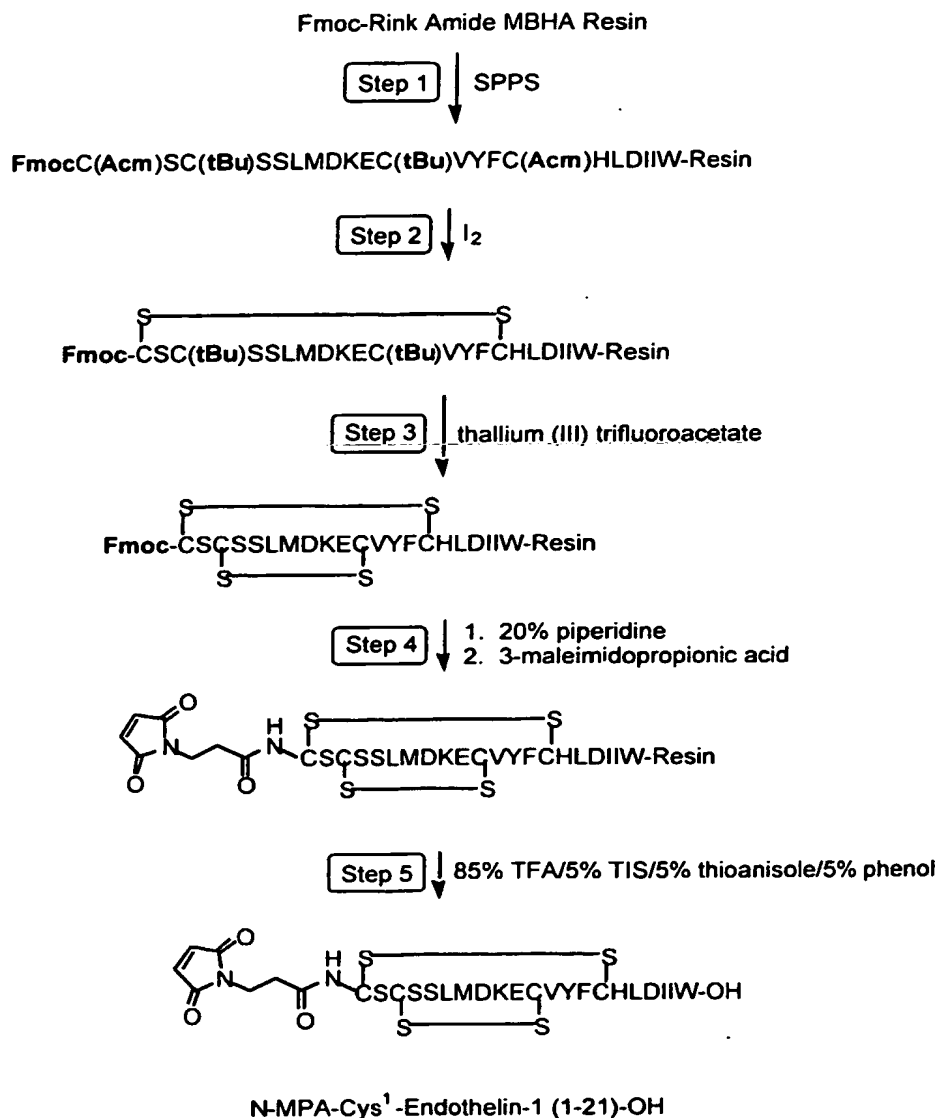 Fmoc-Rink Amide MBHA Resin
Step 1
SPPS
FmocC(Acm)SC(tBu)SSLMDKEC(tBu)VYFC(Acm)HLDIIW-Resin
Step 2
I2
S S
Fmoc-CSC(tBu)SSLMDKEC(tBu)VYFCHLDIIW-Resin
Step 3
thallium (III) trifluoroacetate
S S
Fmoc-CSCSSLMDKECVYFCHLDIIW-Resin
S S
Step 4
1. 20% piperidine
2. 3-maleimidopropionic acid
O H S S
N N CSCSSLMDKECVYFCHLDIIW-Resin
O O S S
Step 5
85% TFA/5% TIS/5% thioanisole/5% phenol
O H S S
N N CSCSSLMDKECVYFCHLDIIW-OH
O O S S
N-MPA-Cys1-Endothelin-1 (1-21)-OH